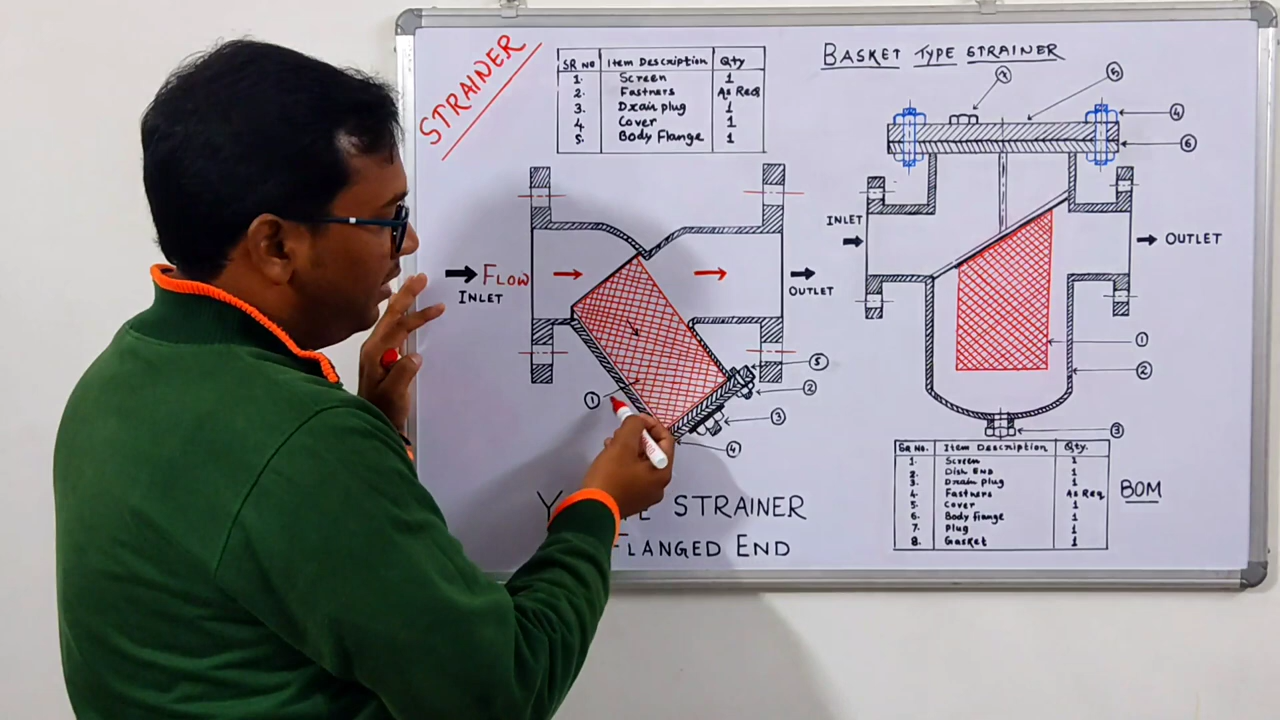 STRAINER
SR NO Item Description Qty
1. Screen 1
2. Fastners As Req
3. Drain plug 1
4 Cover 1
5. Body Flange 1
FLOW
INLET
OUTLET
1
5
2
3
4
Y STRAINER
FLANGED END
BASKET TYPE STRAINER
7
5
4
6
INLET
OUTLET
1
2
3
Sr No. Item Description Qty.
1. Screen 1
2. Dish END 1
3. Drain plug 1
4. Fastners As Req
5. Cover 1
6. Body flange 1
7. Plug 1
8. Gasket 1
BOM